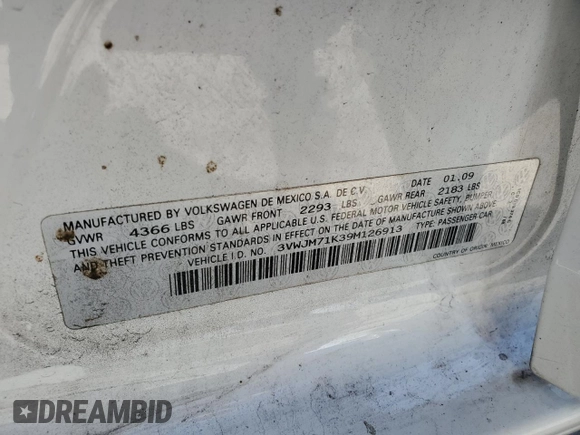 MANUFACTURED BY VOLKSWAGEN DE MEXICO S.A. DE C.V. DATE 01.09
GVWR 4366 LBS GAWR FRONT 2293 LBS GAWR REAR 2183 LBS
THIS VEHICLE CONFORMS TO ALL APPLICABLE U.S. FEDERAL MOTOR VEHICLE SAFETY, BUMPER,
AND THEFT PREVENTION STANDARDS IN EFFECT ON THE DATE OF MANUFACTURE SHOWN ABOVE.
VEHICLE I.D. NO. 3VWJM71K39M126913 TYPE: PASSENGER CAR
COUNTRY OF ORIGIN: MEXICO
DREAMBID